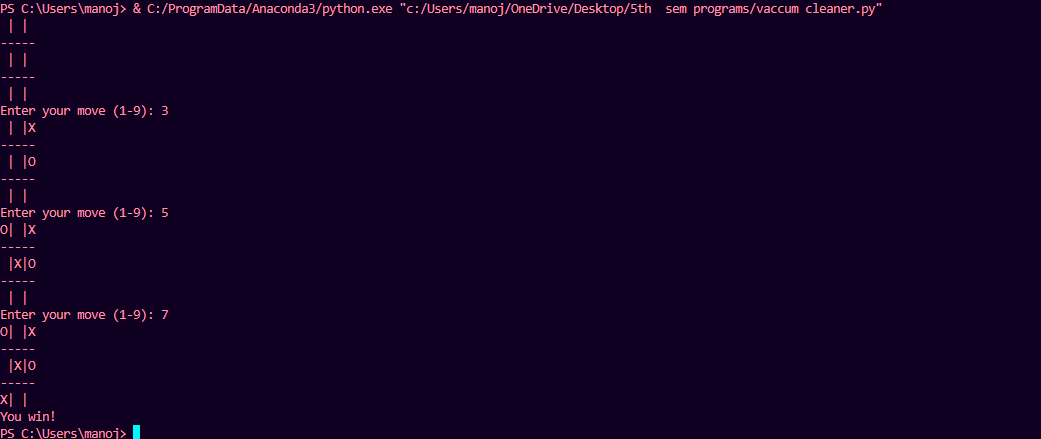 PS C:\Users\manoj> & C:/ProgramData/Anaconda3/python.exe "c:/Users/manoj/OneDrive/Desktop/5th  sem programs/vaccum cleaner.py"
 | |
-----
 | |
-----
 | |
Enter your move (1-9): 3
 | |X
-----
 | |O
-----
 | |
Enter your move (1-9): 5
O| |X
-----
 |X|O
-----
 | |
Enter your move (1-9): 7
O| |X
-----
 |X|O
-----
X| |
You win!
PS C:\Users\manoj>